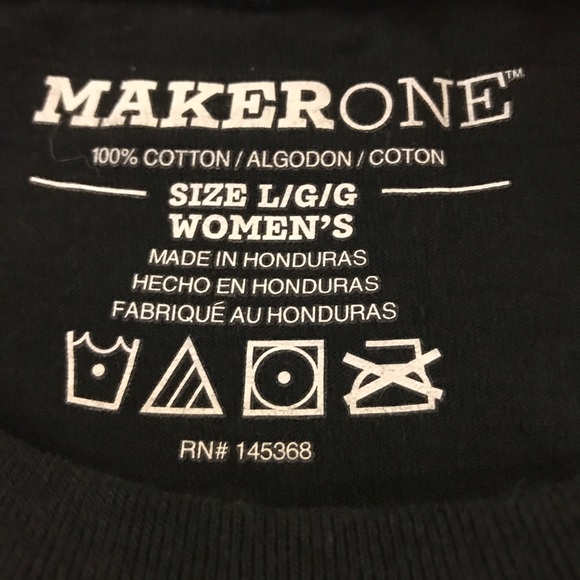 MAKERONE™
100% COTTON / ALGODON / COTON
SIZE L/G/G
WOMEN'S
MADE IN HONDURAS
HECHO EN HONDURAS
FABRIQUÉ AU HONDURAS
RN# 145368